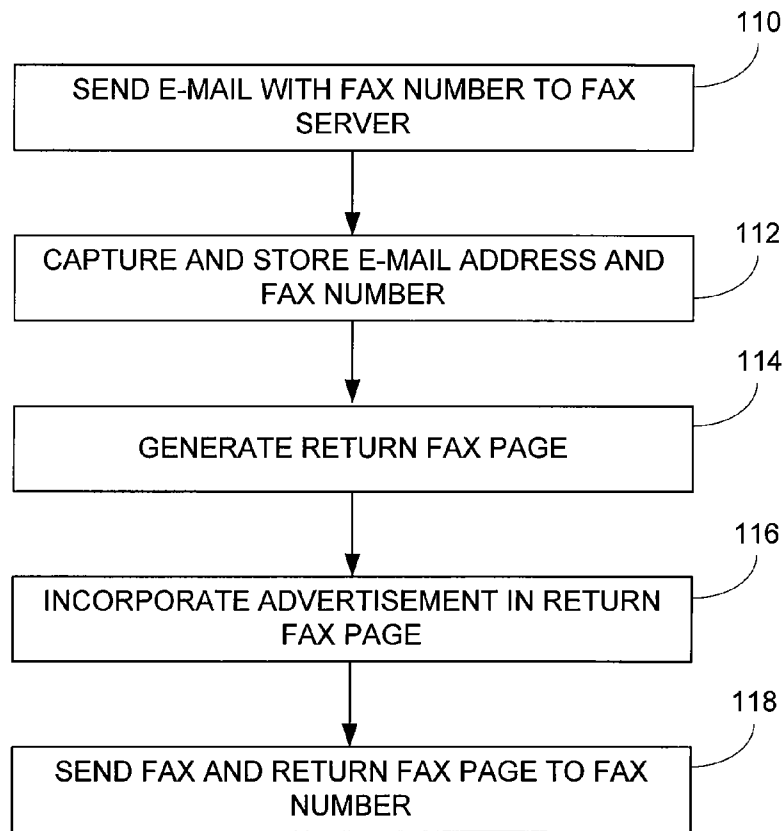 110
SEND E-MAIL WITH FAX NUMBER TO FAX
SERVER
112
CAPTURE AND STORE E-MAIL ADDRESS AND
FAX NUMBER
114
GENERATE RETURN FAX PAGE
116
INCORPORATE ADVERTISEMENT IN RETURN
FAX PAGE
118
SEND FAX AND RETURN FAX PAGE TO FAX
NUMBER